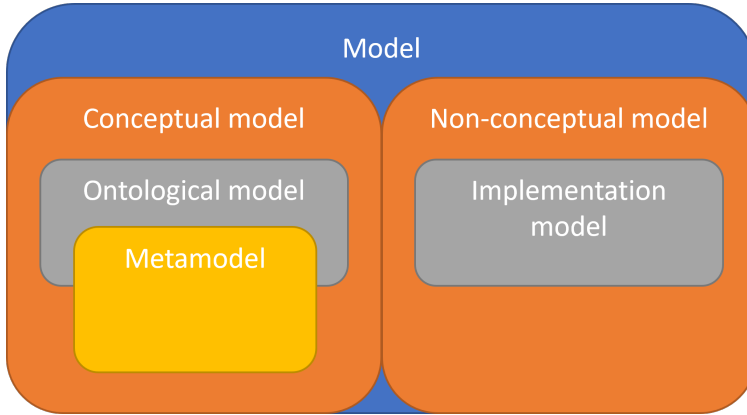 Model
Conceptual model
Non-conceptual model
Ontological model
Implementation
model
Metamodel